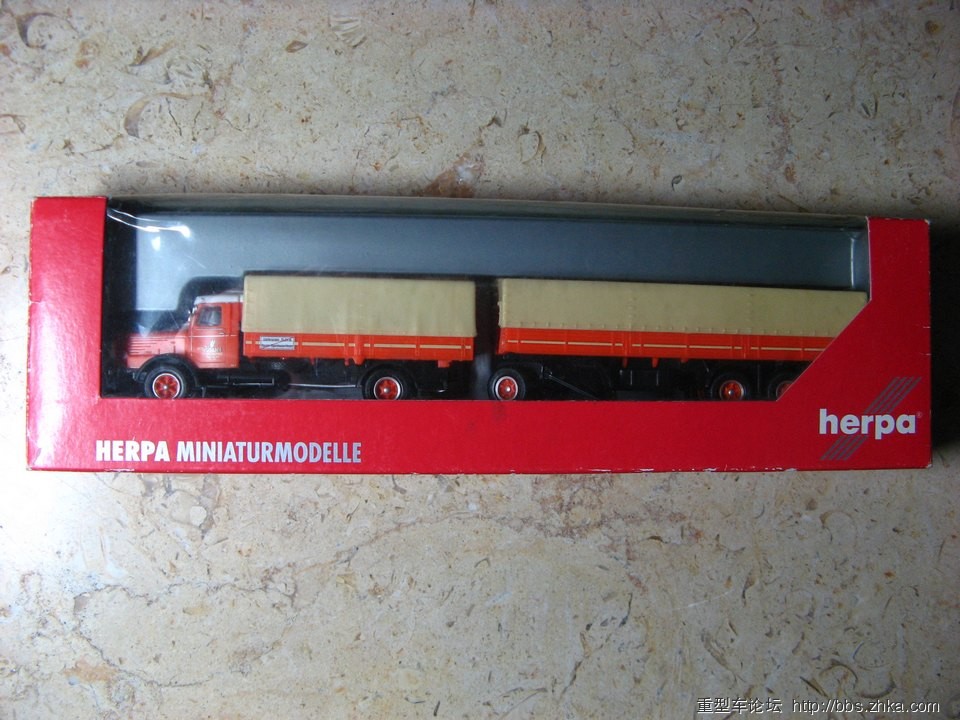 HERPA MINIATURMODELLE
herpa®
重型车论坛 http://bbs.zhka.com